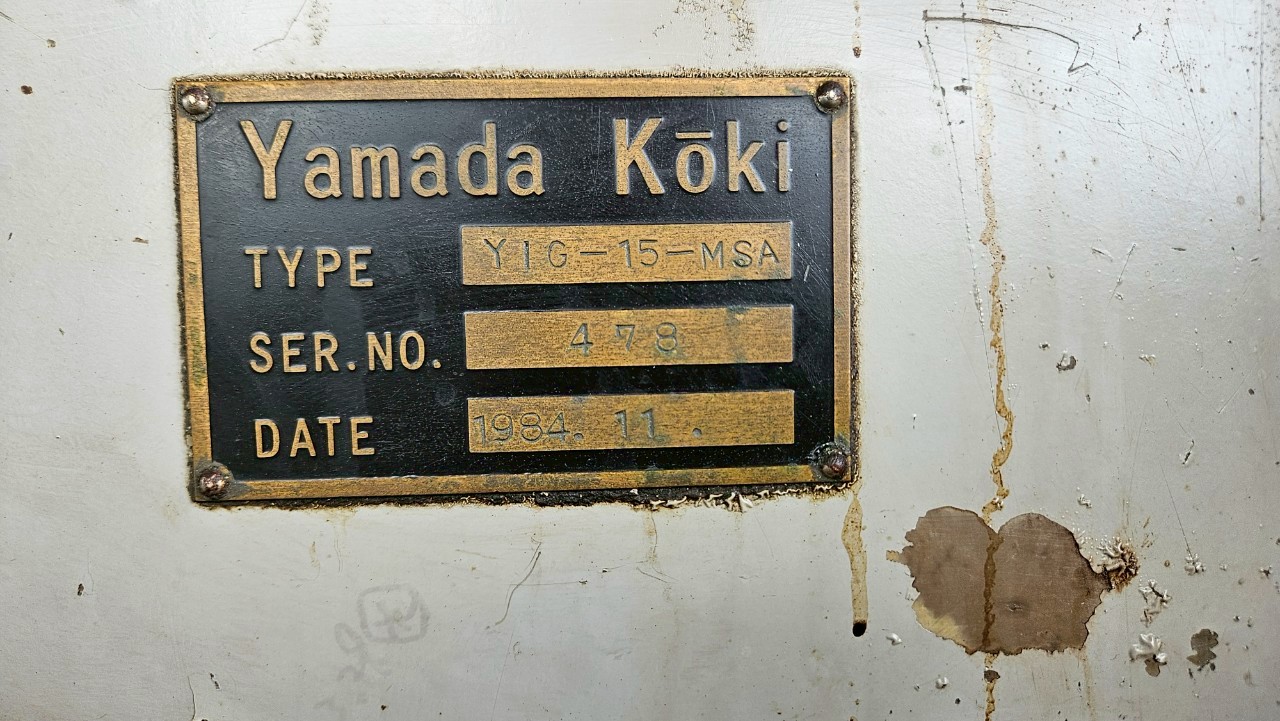 Yamada Kōki
TYPE YIG-15-MSA
SER.NO. 478
DATE 1984. 11 .